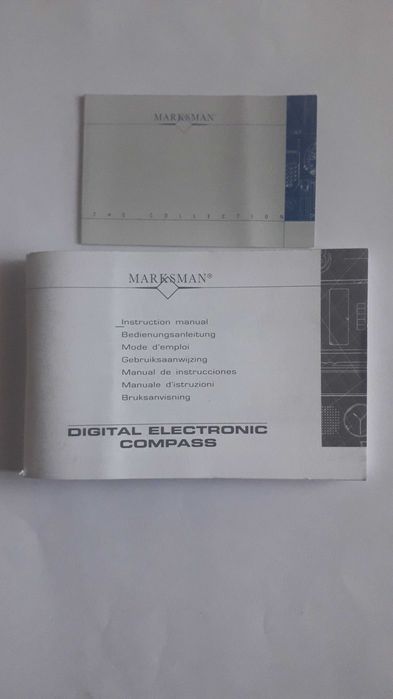 MARKSMAN
THE COLLECTION
MARKSMAN®
Instruction manual
Bedienungsanleitung
Mode d'emploi
Gebruiksaanwijzing
Manual de instrucciones
Manuale d'istruzioni
Bruksanvisning
DIGITAL ELECTRONIC
COMPASS